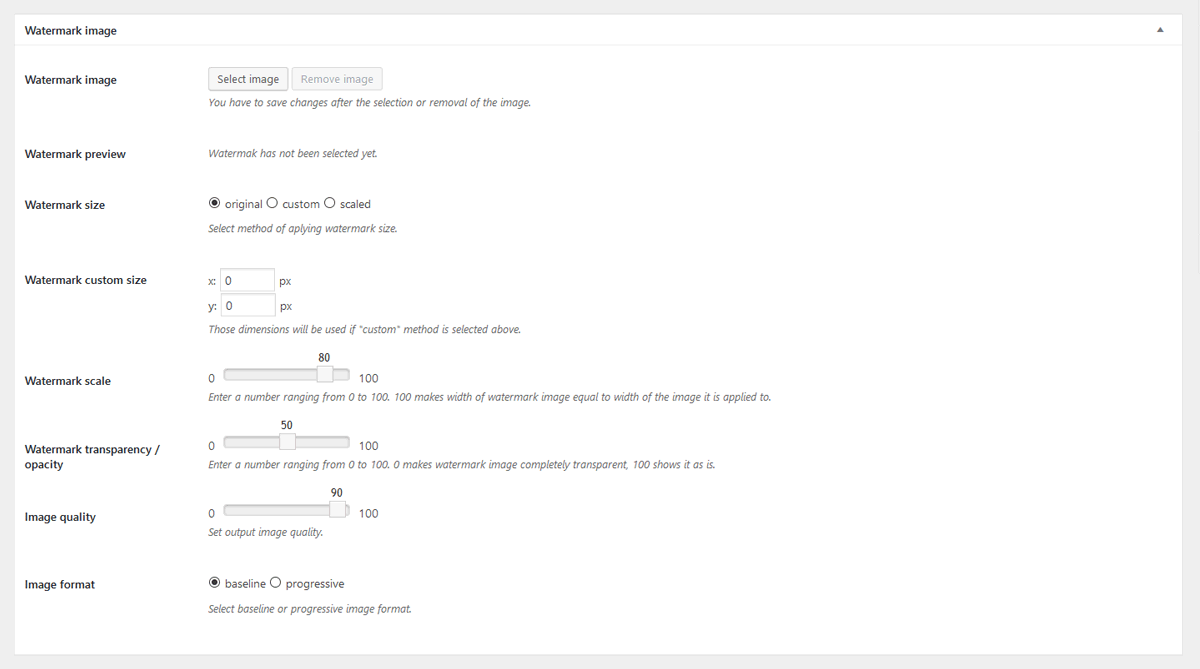 Watermark image
Watermark image
Select image Remove image
You have to save changes after the selection or removal of the image.
Watermark preview
Watermak has not been selected yet.
Watermark size
original custom scaled
Select method of aplying watermark size.
Watermark custom size
x: 0 px
y: 0 px
Those dimensions will be used if "custom" method is selected above.
Watermark scale
80
0 100
Enter a number ranging from 0 to 100. 100 makes width of watermark image equal to width of the image it is applied to.
Watermark transparency /
opacity
50
0 100
Enter a number ranging from 0 to 100. 0 makes watermark image completely transparent, 100 shows it as is.
Image quality
90
0 100
Set output image quality.
Image format
baseline progressive
Select baseline or progressive image format.